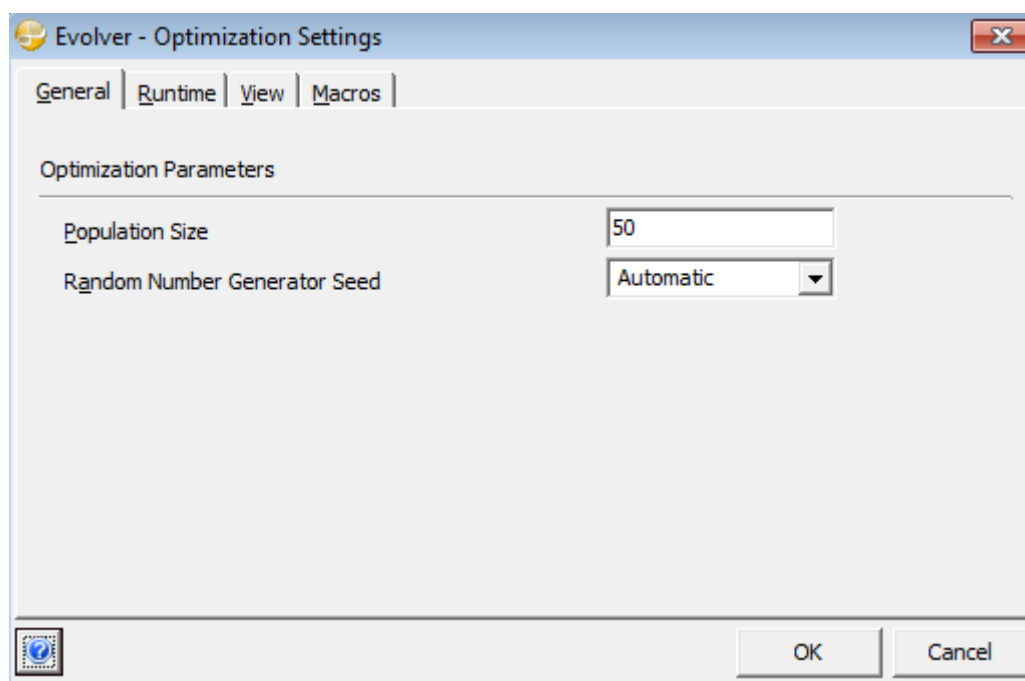 Evolver - Optimization Settings
General Runtime View Macros
Optimization Parameters
Population Size 50
Random Number Generator Seed Automatic
OK Cancel